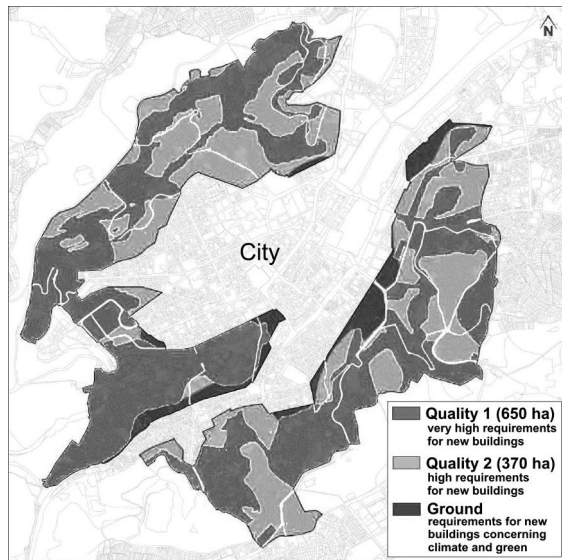 N
City
Quality 1 (650 ha)
very high requirements
for new buildings
Quality 2 (370 ha)
high requirements
for new buildings
Ground
requirements for new
buildings concerning
climate and green